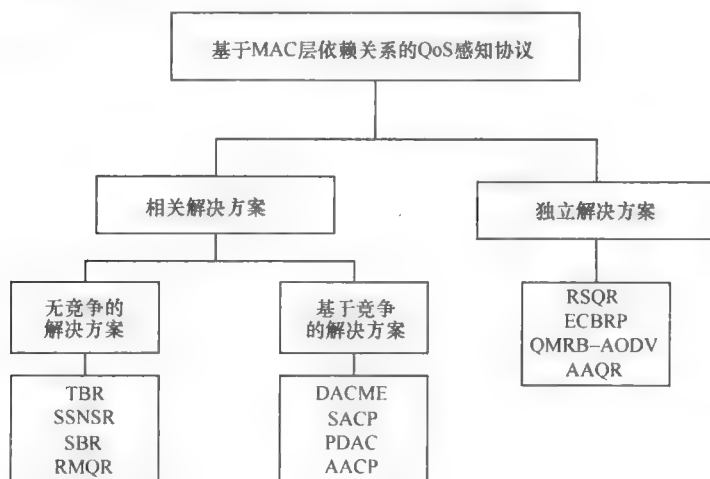 基于MAC层依赖关系的QoS感知协议
相关解决方案
独立解决方案
无竞争的
解决方案
基于竞争
的解决方案
RSQR
ECBRP
QMRB-AODV
AAQR
TBR
SSNSR
SBR
RMQR
DACME
SACP
PDAC
AACP